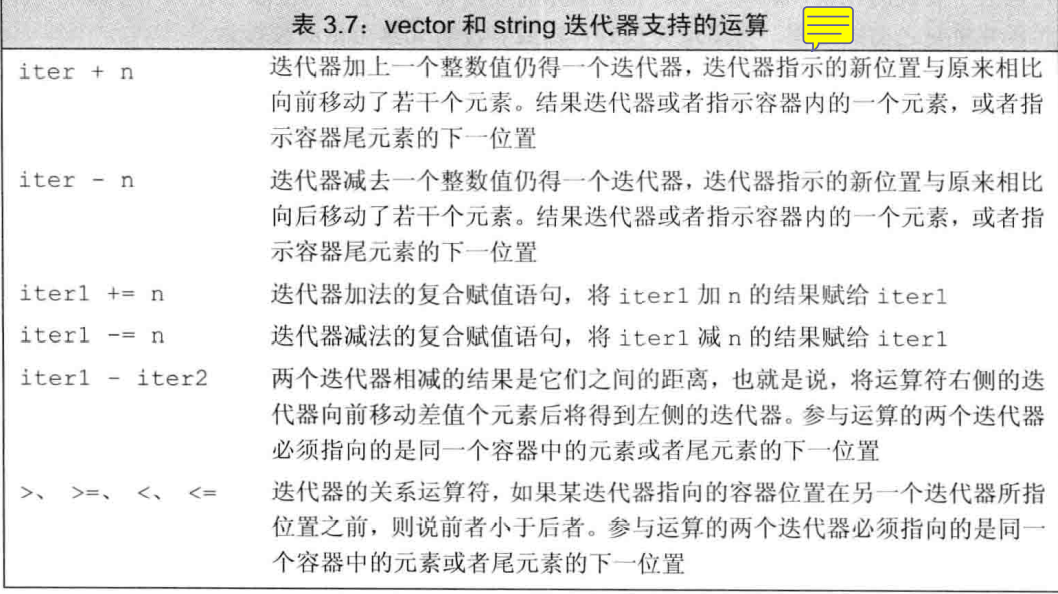 表 3.7：vector 和 string 迭代器支持的运算
iter + n 迭代器加上一个整数值仍得一个迭代器，迭代器指示的新位置与原来相比
向前移动了若干个元素。结果迭代器或者指示容器内的一个元素，或者指
示容器尾元素的下一位置
iter - n 迭代器减去一个整数值仍得一个迭代器，迭代器指示的新位置与原来相比
向后移动了若干个元素。结果迭代器或者指示容器内的一个元素，或者指
示容器尾元素的下一位置
iter1 += n 迭代器加法的复合赋值语句，将 iter1 加 n 的结果赋给 iter1
iter1 -= n 迭代器减法的复合赋值语句，将 iter1 减 n 的结果赋给 iter1
iter1 - iter2 两个迭代器相减的结果是它们之间的距离，也就是说，将运算符右侧的迭
代器向前移动差值个元素后将得到左侧的迭代器。参与运算的两个迭代器
必须指向的是同一个容器中的元素或者尾元素的下一位置
>、 >=、 <、 <= 迭代器的关系运算符，如果某迭代器指向的容器位置在另一个迭代器所指
位置之前，则说前者小于后者。参与运算的两个迭代器必须指向的是同一
个容器中的元素或者尾元素的下一位置